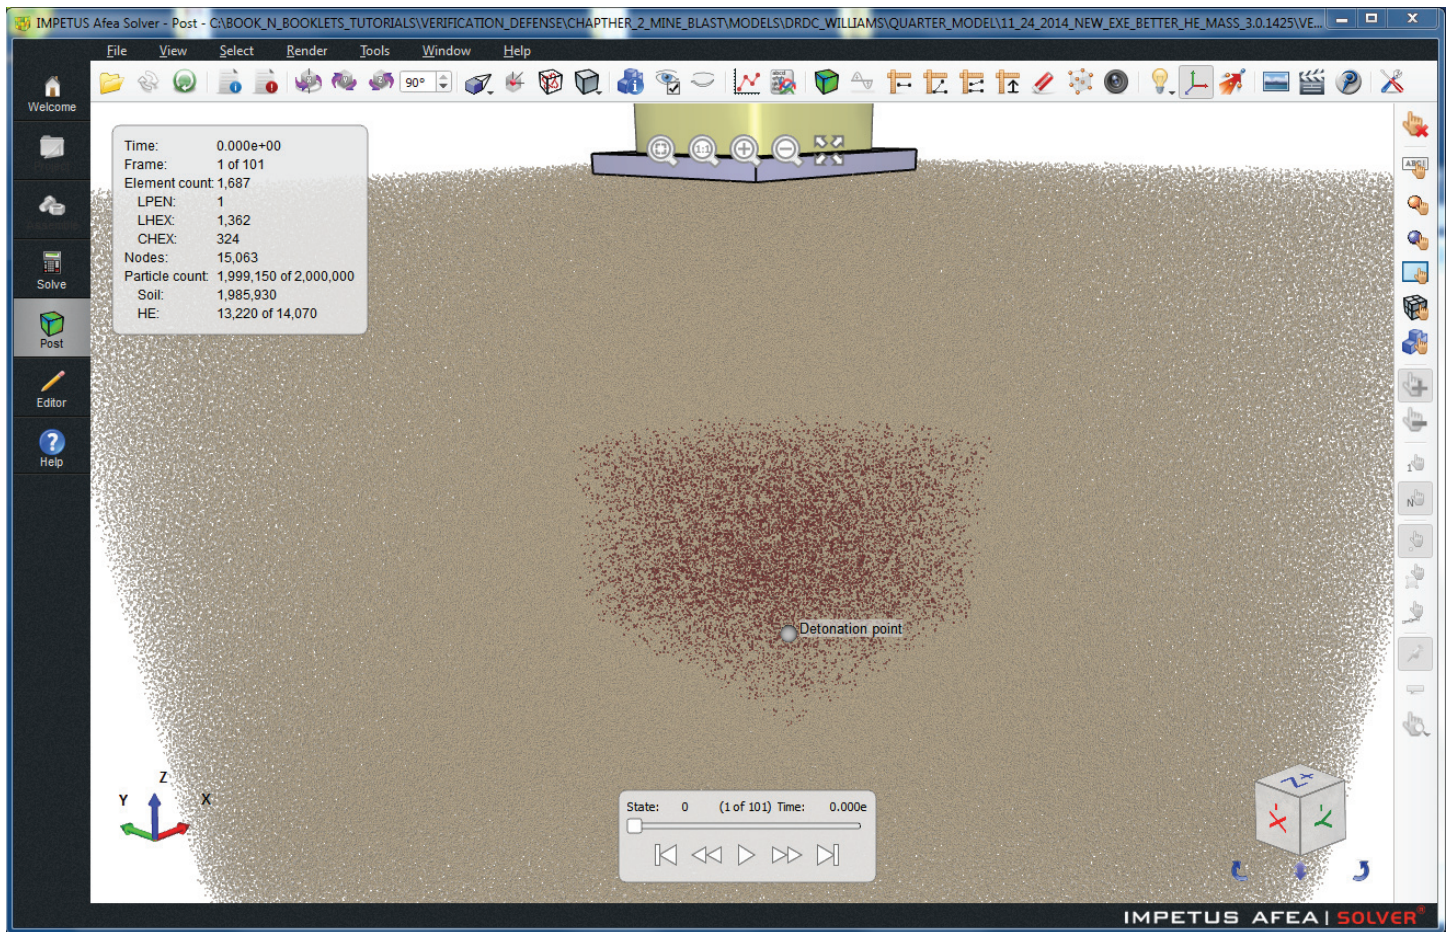 IMPETUS Afea Solver - Post - C:\BOOK_N_BOOKLETS_TUTORIALS\VERIFICATION_DEFENSE\CHAPTHER_2_MINE_BLAST\MODELS\DRDC_WILLIAMS\QUARTER_MODEL\11_24_2014_NEW_EXE_BETTER_HE_MASS_3.0.1425\VE...
File View Select Render Tools Window Help
90°
Welcome
Solve
Post
Editor
Help
Time: 0.000e+00
Frame: 1 of 101
Element count: 1,687
LPEN: 1
LHEX: 1,362
CHEX: 324
Nodes: 15,063
Particle count: 1,999,150 of 2,000,000
Soil: 1,985,930
HE: 13,220 of 14,070
1:1
Detonation point
Z
Y X
State: 0 (1 of 101) Time: 0.000e
Z+
-X -Y
ABC1
1
N
IMPETUS AFEA | SOLVER®